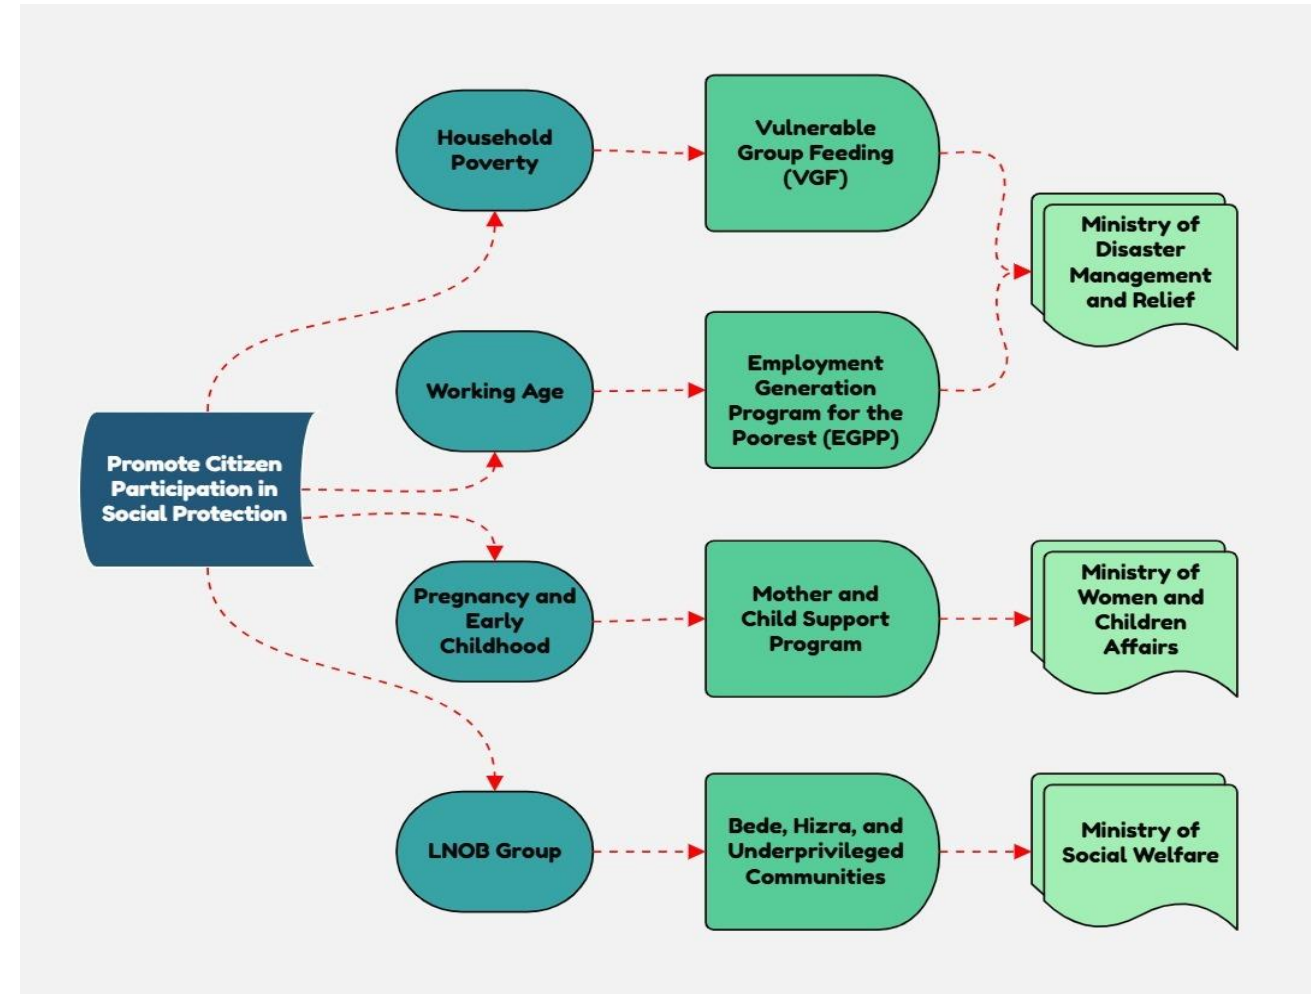 Household
Poverty
Vulnerable
Group Feeding
(VGF)
Ministry of
Disaster
Management
and Relief
Working Age
Employment
Generation
Program for the
Poorest (EGPP)
Promote Citizen
Participation in
Social Protection
Pregnancy and
Early
Childhood
Mother and
Child Support
Program
Ministry of
Women and
Children
Affairs
LNOB Group
Bede, Hizra, and
Underprivileged
Communities
Ministry of
Social Welfare